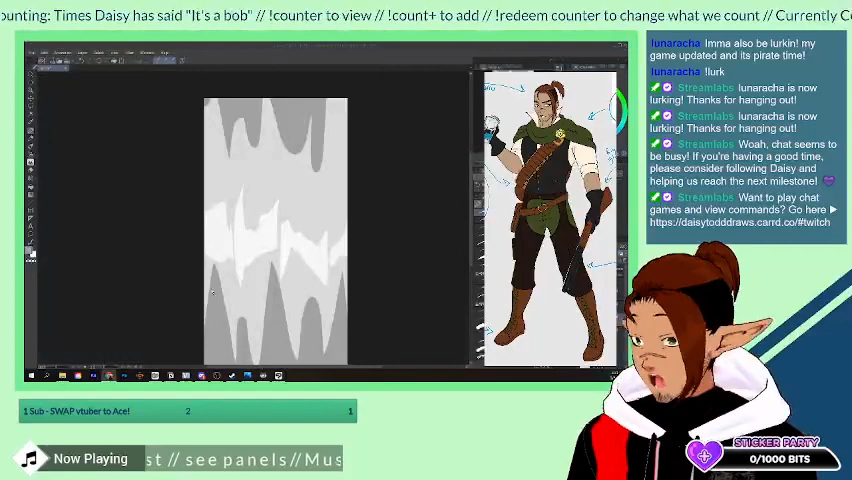 ounting: Times Daisy has said "It's a bob" // !counter to view // !count+ to add // !redeem counter to change what we count // Currently Co
lunaracha Imma also be lurkin! my
game updated and its pirate time!
lunaracha !lurk
Streamlabs lunaracha is now
lurking! Thanks for hanging out!
Streamlabs lunaracha is now
lurking! Thanks for hanging out!
Streamlabs Woah, chat seems to
be busy! If you're having a good time,
please consider following Daisy and
helping us reach the next milestone!
Streamlabs Want to play chat
games and view commands? Go here
https://daisytodddraws.carrd.co/#twitch
1 Sub - SWAP vtuber to Ace! 2 1
Now Playing st // see panels// Mus
STICKER PARTY
0/1000 BITS